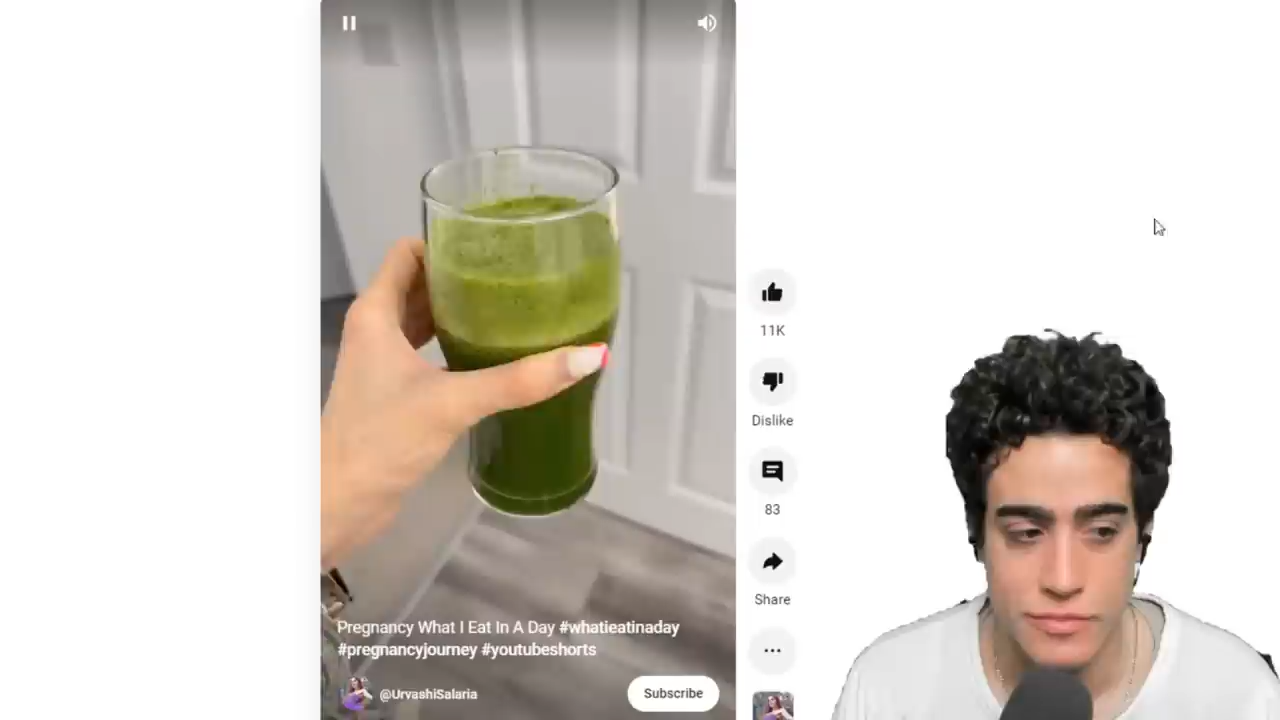 11K
Dislike
83
Share
Pregnancy What I Eat In A Day #whatieatinaday
#pregnancyjourney #youtubeshorts
@UrvashiSalaria
Subscribe